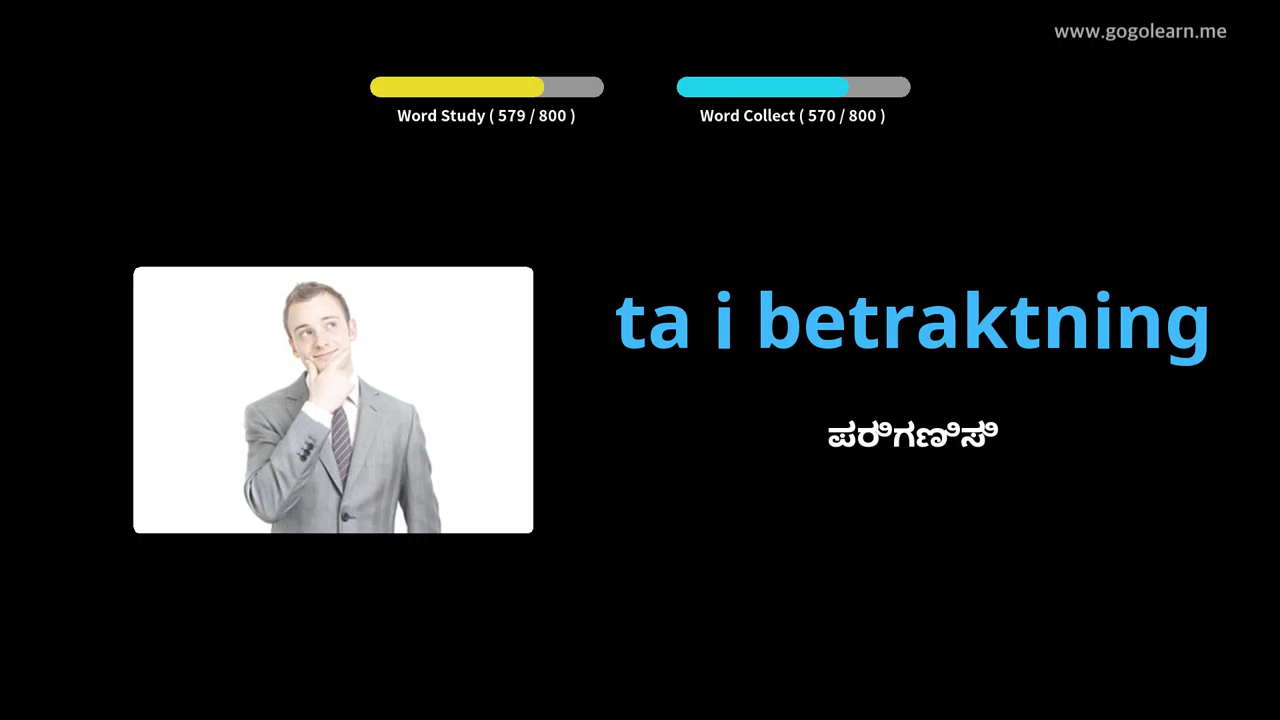 www.gogolearn.me
Word Study ( 579 / 800 )
Word Collect ( 570 / 800 )
ta i betraktning
ಪರಿಗಣಿಸಿ